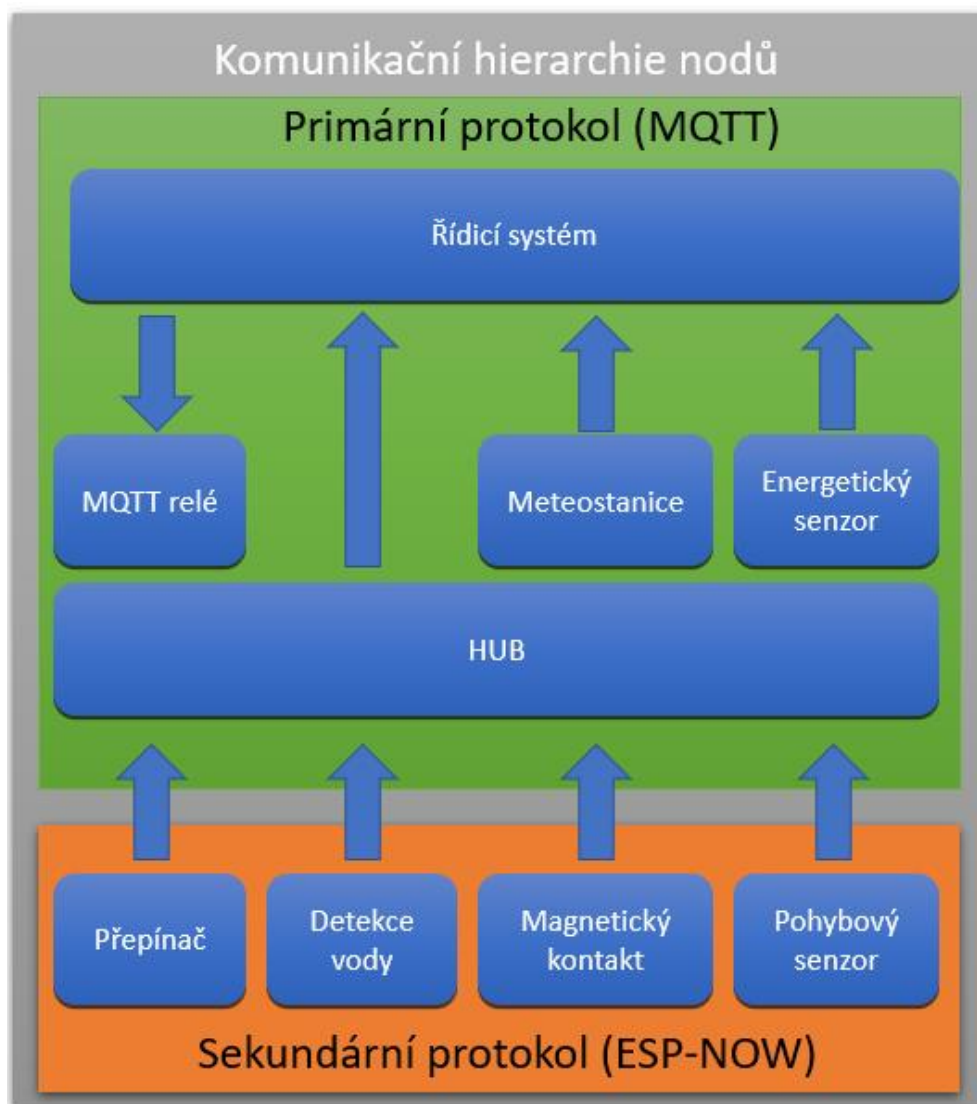 Komunikační hierarchie nodů
Primární protokol (MQTT)
Řídicí systém
MQTT relé
Meteostanice
Energetický
senzor
HUB
Přepínač
Detekce
vody
Magnetický
kontakt
Pohybový
senzor
Sekundární protokol (ESP-NOW)